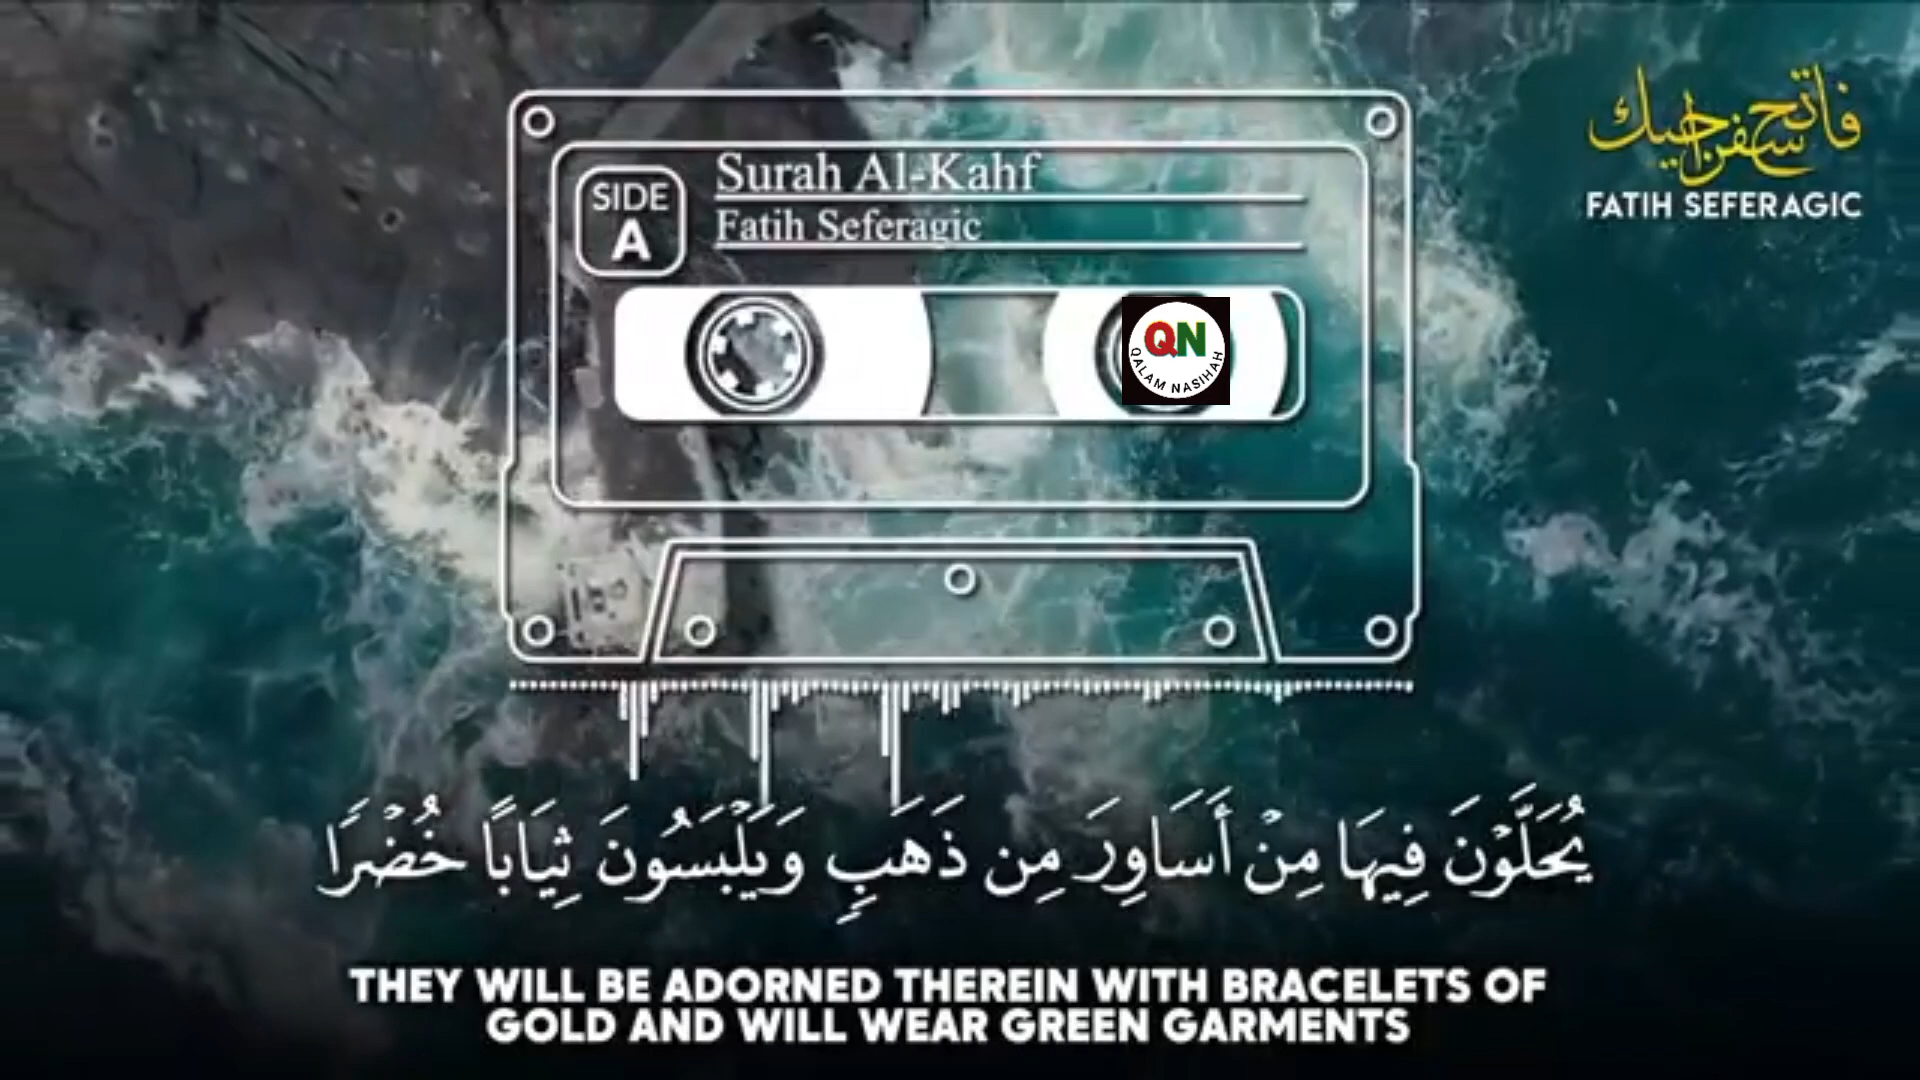 فاتح سفراجيك
FATIH SEFERAGIC
SIDE
A
Surah Al-Kahf
Fatih Seferagic
QN
QALAM NASIHAH
يُحَلَّوْنَ فِيهَا مِنْ أَسَاوِرَ مِن ذَهَبٍ وَيَلْبَسُونَ ثِيَابًا خُضْرًا
THEY WILL BE ADORNED THEREIN WITH BRACELETS OF
GOLD AND WILL WEAR GREEN GARMENTS